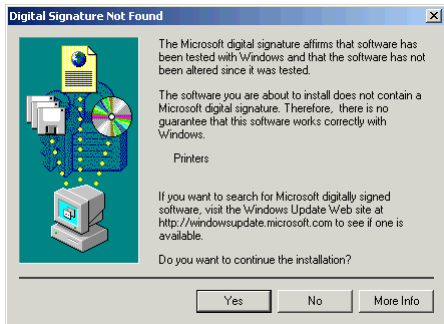 Digital Signature Not Found
The Microsoft digital signature affirms that software has
been tested with Windows and that the software has not
been altered since it was tested.
The software you are about to install does not contain a
Microsoft digital signature. Therefore, there is no
guarantee that this software works correctly with
Windows.
Printers
If you want to search for Microsoft digitally signed
software, visit the Windows Update Web site at
http://windowsupdate.microsoft.com to see if one is
available.
Do you want to continue the installation?
Yes No More Info